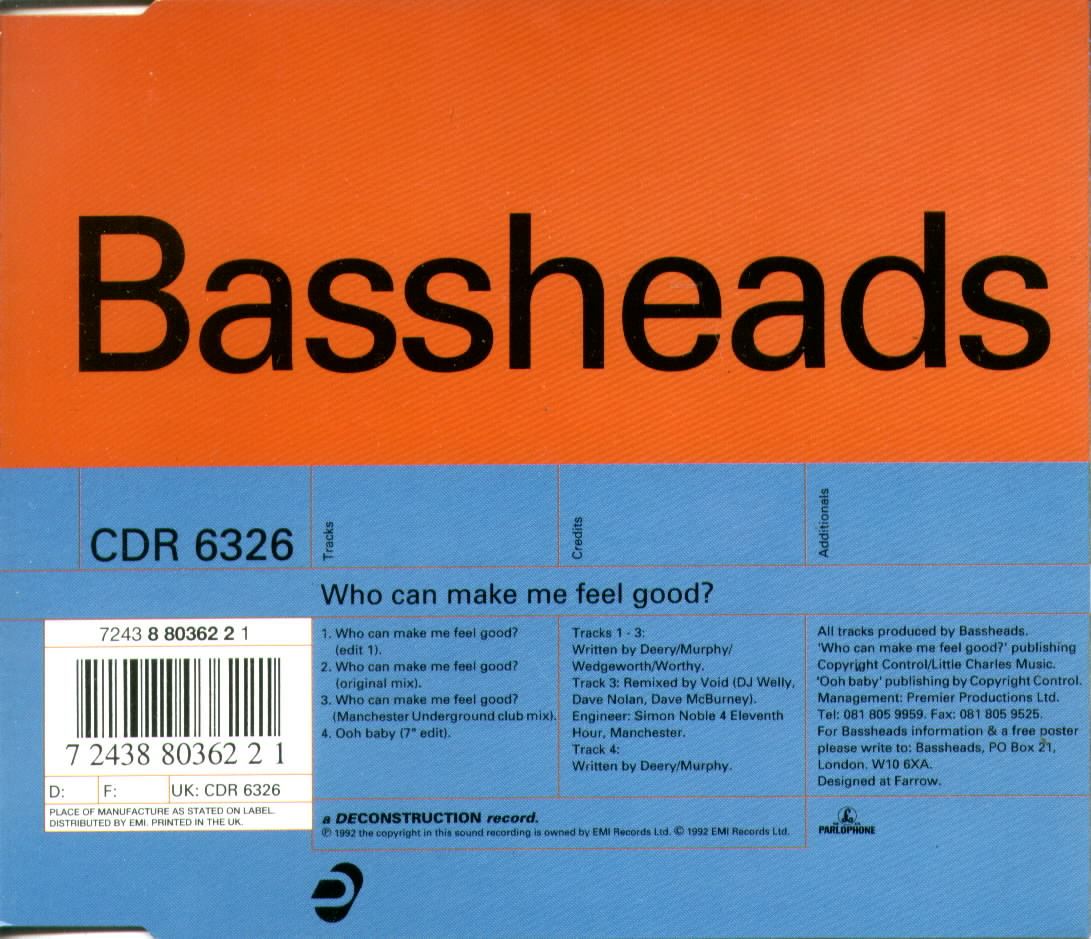 Bassheads
CDR 6326
Tracks
Credits
Additionals
Who can make me feel good?
7243 8 80362 2 1
7 2438 80362 2 1
D:
F:
UK: CDR 6326
PLACE OF MANUFACTURE AS STATED ON LABEL.
DISTRIBUTED BY EMI. PRINTED IN THE UK.
1. Who can make me feel good?
(edit 1).
2. Who can make me feel good?
(original mix).
3. Who can make me feel good?
(Manchester Underground club mix).
4. Ooh baby (7" edit).
Tracks 1 - 3:
Written by Deery/Murphy/
Wedgeworth/Worthy.
Track 3: Remixed by Void (DJ Welly,
Dave Nolan, Dave McBurney).
Engineer: Simon Noble 4 Eleventh
Hour, Manchester.
Track 4:
Written by Deery/Murphy.
All tracks produced by Bassheads.
'Who can make me feel good?' publishing
Copyright Control/Little Charles Music.
'Ooh baby' publishing by Copyright Control.
Management: Premier Productions Ltd.
Tel: 081 805 9959. Fax: 081 805 9525.
For Bassheads information & a free poster
please write to: Bassheads, PO Box 21,
London. W10 6XA.
Designed at Farrow.
a DECONSTRUCTION record.
℗ 1992 the copyright in this sound recording is owned by EMI Records Ltd. © 1992 EMI Records Ltd.
PARLOPHONE